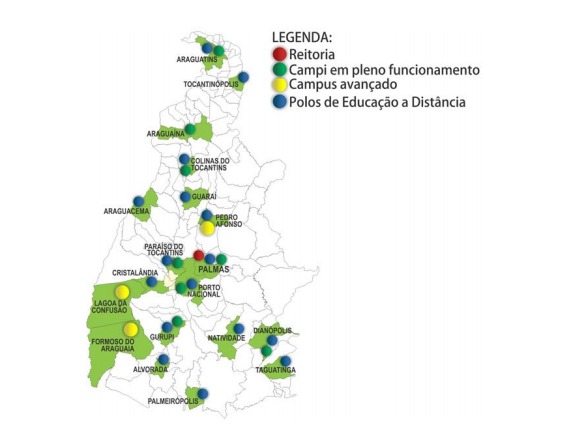 LEGENDA:
Reitoria
Campi em pleno funcionamento
Campus avançado
Polos de Educação a Distância
ARAGUATINS
TOCANTINÓPOLIS
ARAGUAÍNA
COLINAS DO
TOCANTINS
GUARAÍ
ARAGUACEMA
PEDRO
AFONSO
PARAÍSO DO
TOCANTINS
PALMAS
CRISTALÂNDIA
PORTO
NACIONAL
LAGOA DA
CONFUSÃO
FORMOSO DO
ARAGUAIA
GURUPI
NATIVIDADE
DIANÓPOLIS
ALVORADA
TAGUATINGA
PALMEIRÓPOLIS